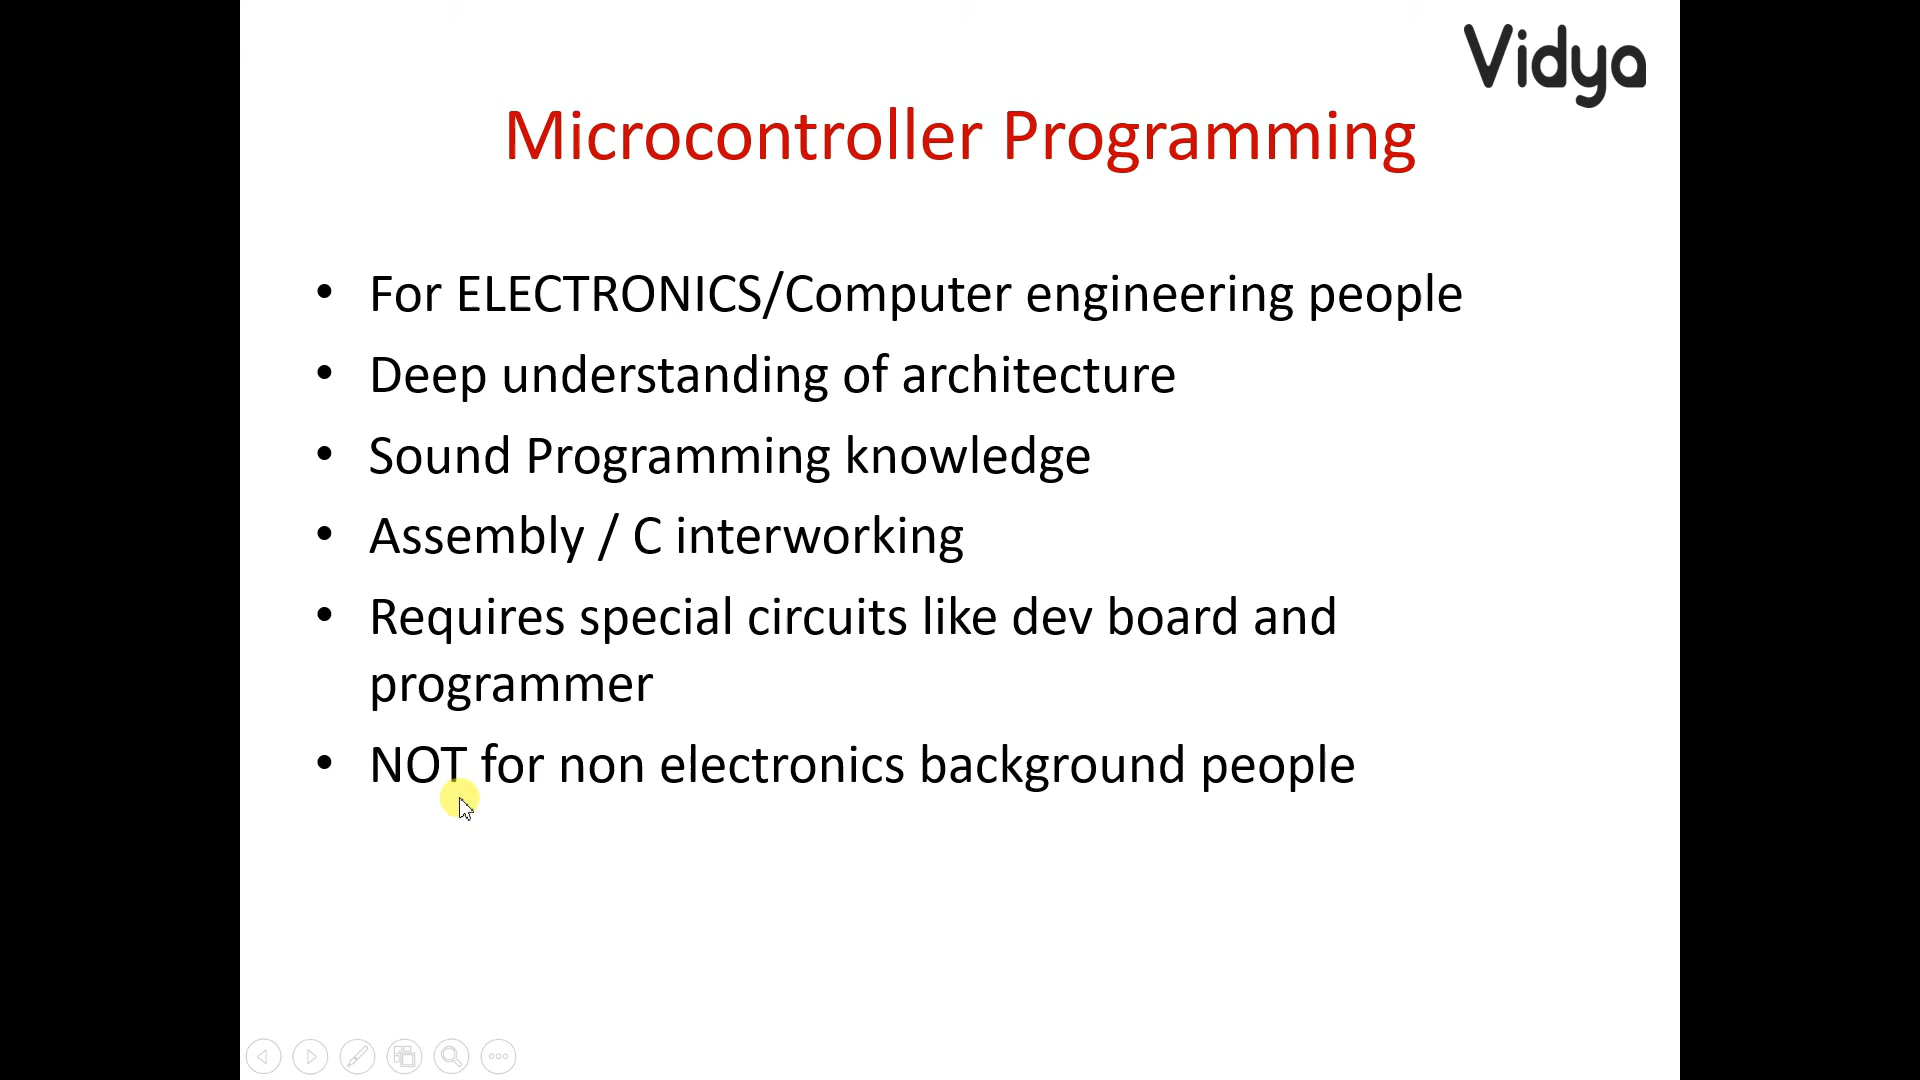 Vidya
Microcontroller Programming
• For ELECTRONICS/Computer engineering people
• Deep understanding of architecture
• Sound Programming knowledge
• Assembly / C interworking
• Requires special circuits like dev board and
programmer
• NOT for non electronics background people